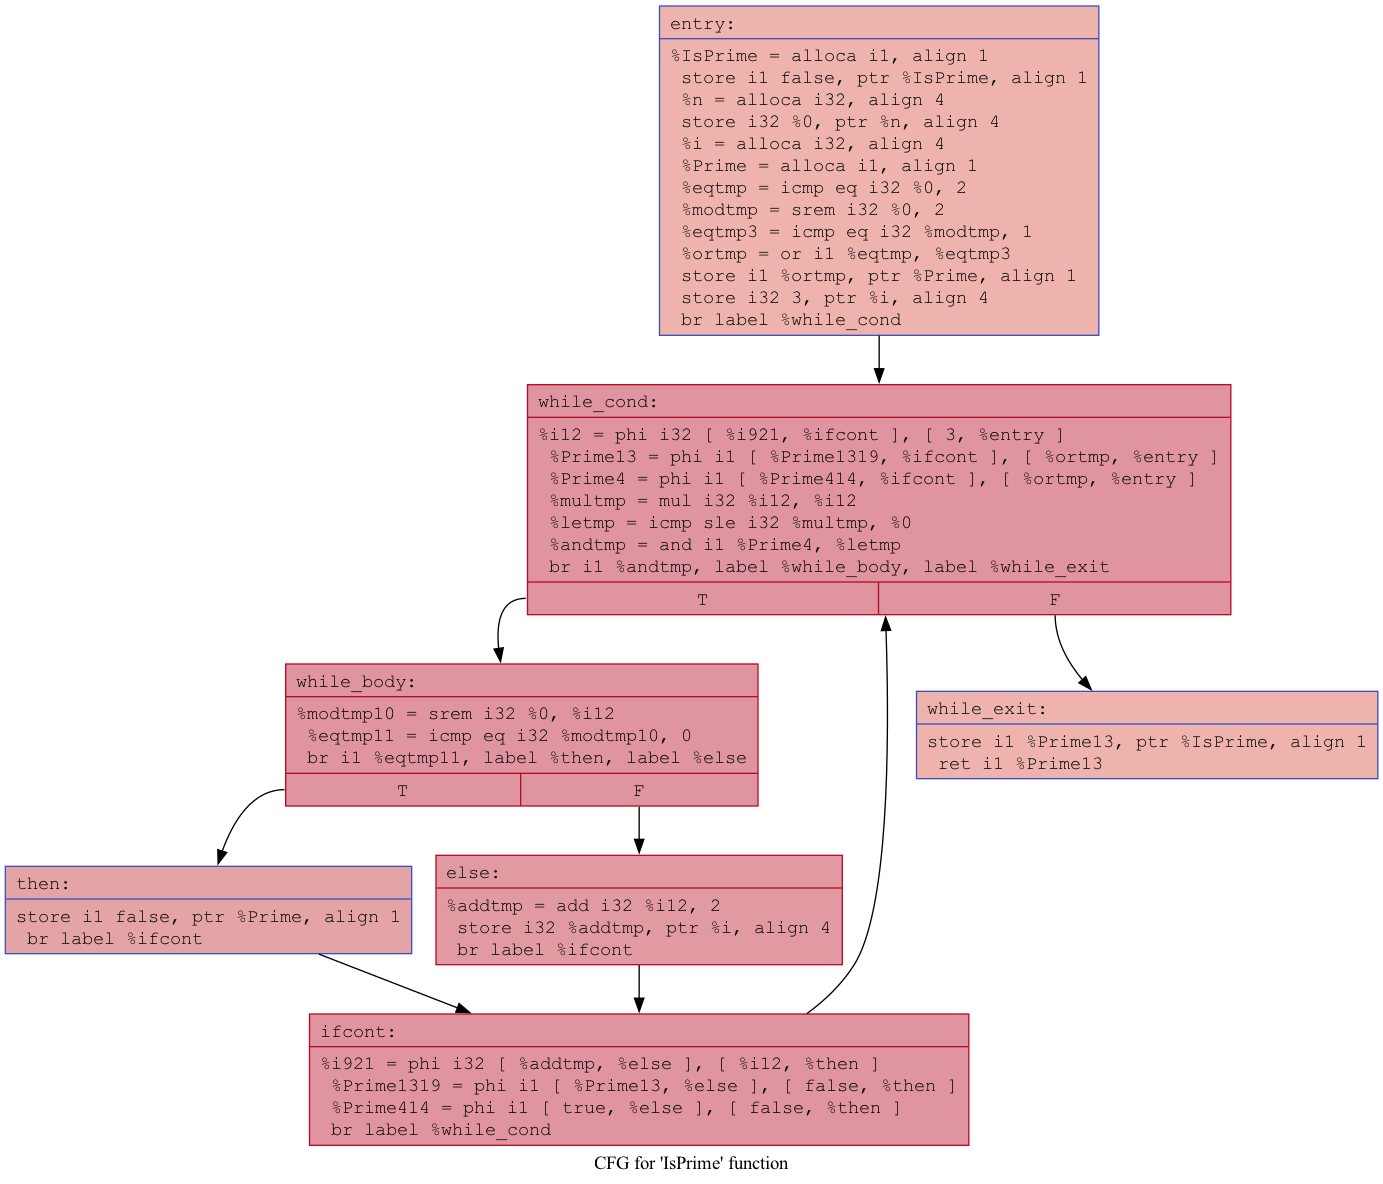 entry:
%IsPrime = alloca i1, align 1
store i1 false, ptr %IsPrime, align 1
%n = alloca i32, align 4
store i32 %0, ptr %n, align 4
%i = alloca i32, align 4
%Prime = alloca i1, align 1
%eqtmp = icmp eq i32 %0, 2
%modtmp = srem i32 %0, 2
%eqtmp3 = icmp eq i32 %modtmp, 1
%ortmp = or i1 %eqtmp, %eqtmp3
store i1 %ortmp, ptr %Prime, align 1
store i32 3, ptr %i, align 4
br label %while_cond
while_cond:
%i12 = phi i32 [ %i921, %ifcont ], [ 3, %entry ]
%Prime13 = phi i1 [ %Prime1319, %ifcont ], [ %ortmp, %entry ]
%Prime4 = phi i1 [ %Prime414, %ifcont ], [ %ortmp, %entry ]
%multmp = mul i32 %i12, %i12
%letmp = icmp sle i32 %multmp, %0
%andtmp = and i1 %Prime4, %letmp
br i1 %andtmp, label %while_body, label %while_exit
T F
while_body:
%modtmp10 = srem i32 %0, %i12
%eqtmp11 = icmp eq i32 %modtmp10, 0
br i1 %eqtmp11, label %then, label %else
T F
while_exit:
store i1 %Prime13, ptr %IsPrime, align 1
ret i1 %Prime13
then:
store i1 false, ptr %Prime, align 1
br label %ifcont
else:
%addtmp = add i32 %i12, 2
store i32 %addtmp, ptr %i, align 4
br label %ifcont
ifcont:
%i921 = phi i32 [ %addtmp, %else ], [ %i12, %then ]
%Prime1319 = phi i1 [ %Prime13, %else ], [ false, %then ]
%Prime414 = phi i1 [ true, %else ], [ false, %then ]
br label %while_cond
CFG for 'IsPrime' function